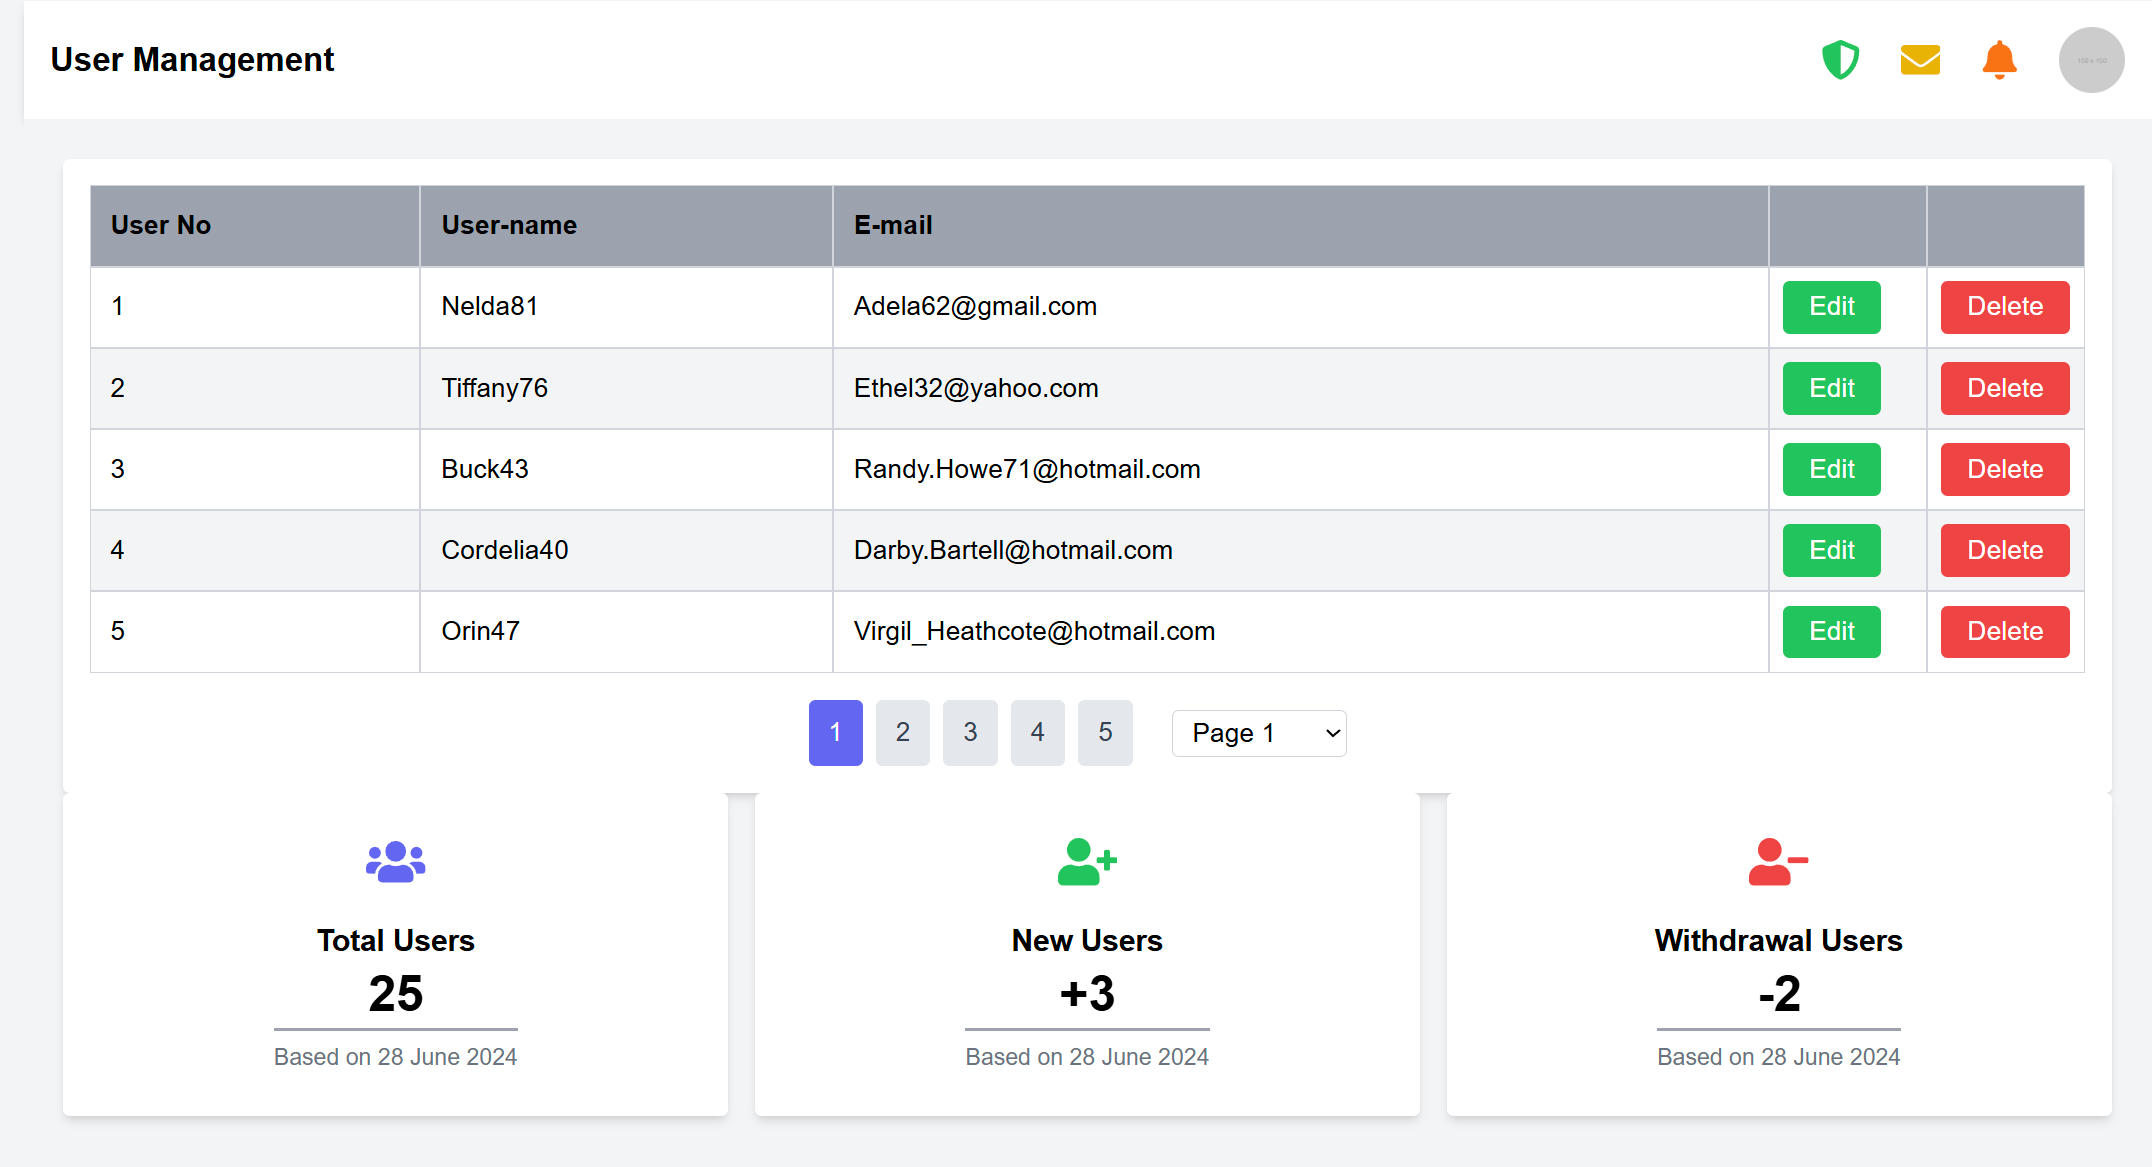 User Management
150 x 150
User No User-name E-mail
1 Nelda81 Adela62@gmail.com Edit Delete
2 Tiffany76 Ethel32@yahoo.com Edit Delete
3 Buck43 Randy.Howe71@hotmail.com Edit Delete
4 Cordelia40 Darby.Bartell@hotmail.com Edit Delete
5 Orin47 Virgil_Heathcote@hotmail.com Edit Delete
1 2 3 4 5 Page 1
Total Users
25
Based on 28 June 2024
New Users
+3
Based on 28 June 2024
Withdrawal Users
-2
Based on 28 June 2024